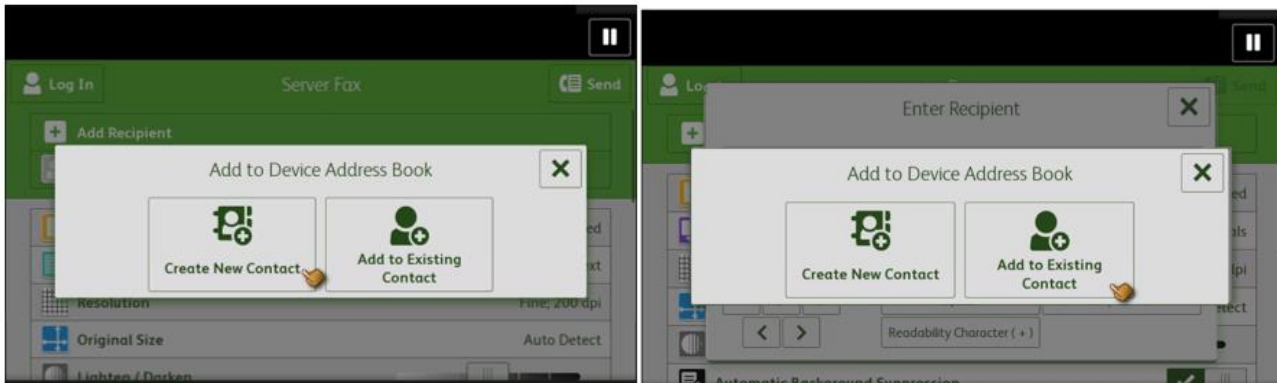 Log In
Server Fax
Send
Add Recipient
Add to Device Address Book
Create New Contact
Add to Existing
Contact
Resolution
Fine; 200 dpi
Original Size
Auto Detect
Lighten / Darken
Enter Recipient
Send
Add to Device Address Book
Create New Contact
Add to Existing
Contact
Readability Character ( + )
Automatic Background Suppression